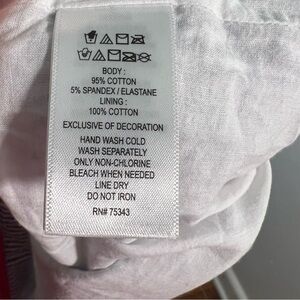 BODY :
95% COTTON
5% SPANDEX / ELASTANE
LINING :
100% COTTON
EXCLUSIVE OF DECORATION
HAND WASH COLD
WASH SEPARATELY
ONLY NON-CHLORINE
BLEACH WHEN NEEDED
LINE DRY
DO NOT IRON
RN# 75343